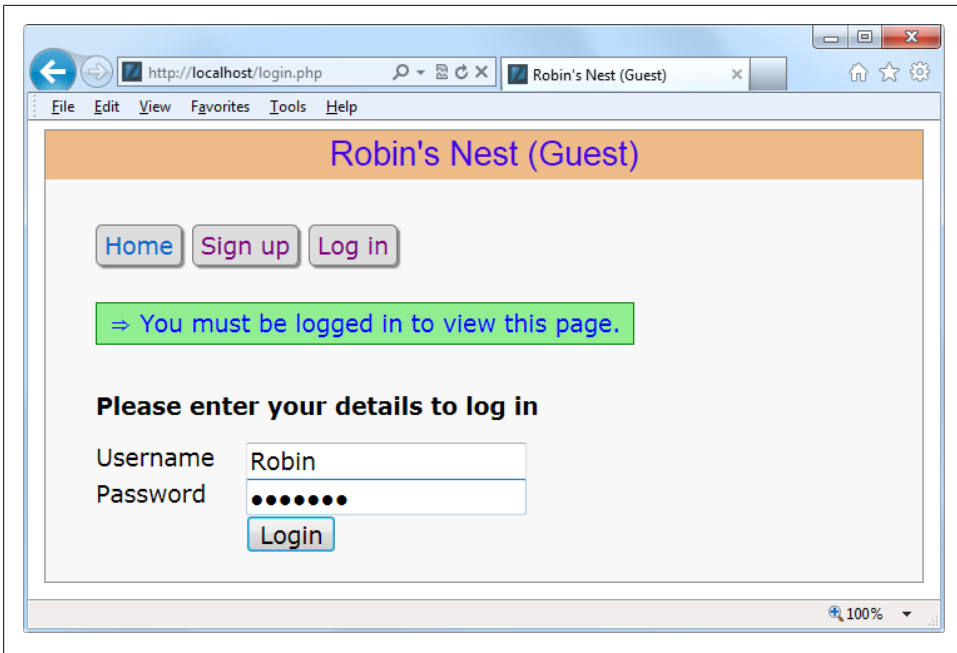 http://localhost/login.php
Robin's Nest (Guest)
File Edit View Favorites Tools Help
Robin's Nest (Guest)
Home Sign up Log in
⇒ You must be logged in to view this page.
Please enter your details to log in
Username Robin
Password •••••••
Login
100%